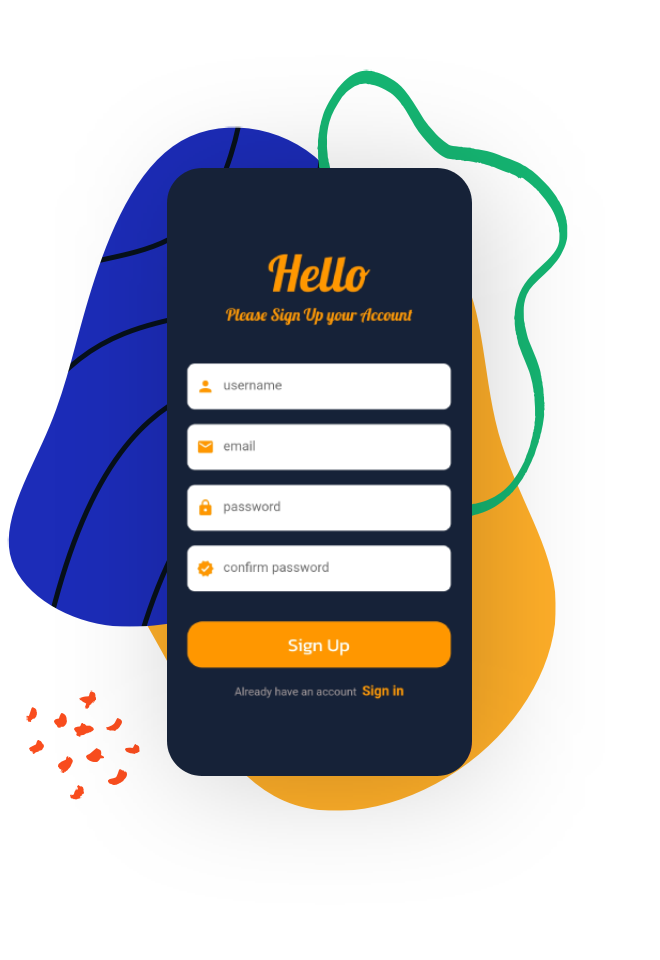 Hello
Please Sign Up your Account
username
email
password
confirm password
Sign Up
Already have an account Sign in